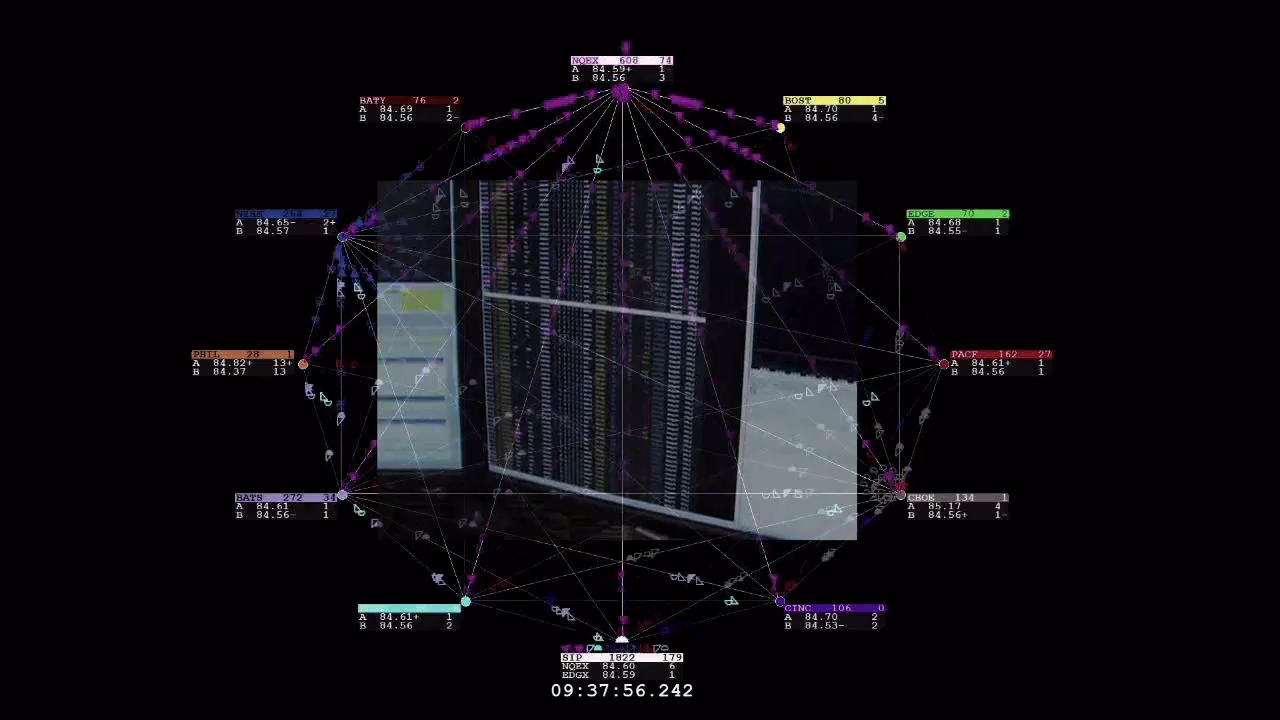 NQEX 608 74
A 84.59+ 1-
B 84.56 3
BATY 76 2
A 84.69 1
B 84.56 2-
BOST 80 5
A 84.70 1
B 84.56 4-
A 84.65- 2+
B 84.57 1
EDGE 70 2
A 84.68 1
B 84.55- 1
PHIL 28 1
A 84.82+ 13+
B 84.37 13
PACF 162 27
A 84.61+ 1
B 84.56 1
BATS 272 34
A 84.61 1
B 84.56- 1
CBOE 134 1
A 85.17 4
B 84.56+ 1-
A 84.61+ 1
B 84.56 2
CINC 106 0
A 84.70 2
B 84.53- 2
SIP 1822 179
NQEX 84.60 6
EDGX 84.59 1
09:37:56.242